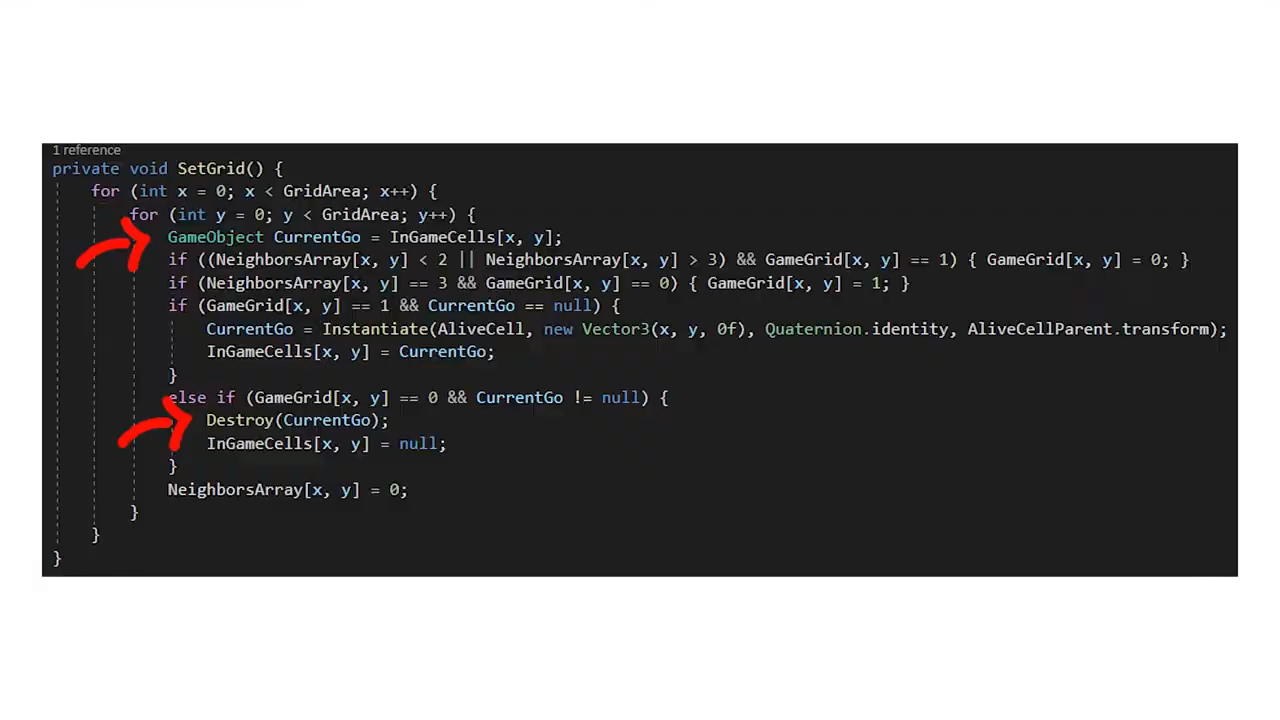 1 reference
private void SetGrid() {
for (int x = 0; x < GridArea; x++) {
for (int y = 0; y < GridArea; y++) {
GameObject CurrentGo = InGameCells[x, y];
if ((NeighborsArray[x, y] < 2 || NeighborsArray[x, y] > 3) && GameGrid[x, y] == 1) { GameGrid[x, y] = 0; }
if (NeighborsArray[x, y] == 3 && GameGrid[x, y] == 0) { GameGrid[x, y] = 1; }
if (GameGrid[x, y] == 1 && CurrentGo == null) {
CurrentGo = Instantiate(AliveCell, new Vector3(x, y, 0f), Quaternion.identity, AliveCellParent.transform);
InGameCells[x, y] = CurrentGo;
}
else if (GameGrid[x, y] == 0 && CurrentGo != null) {
Destroy(CurrentGo);
InGameCells[x, y] = null;
}
NeighborsArray[x, y] = 0;
}
}
}